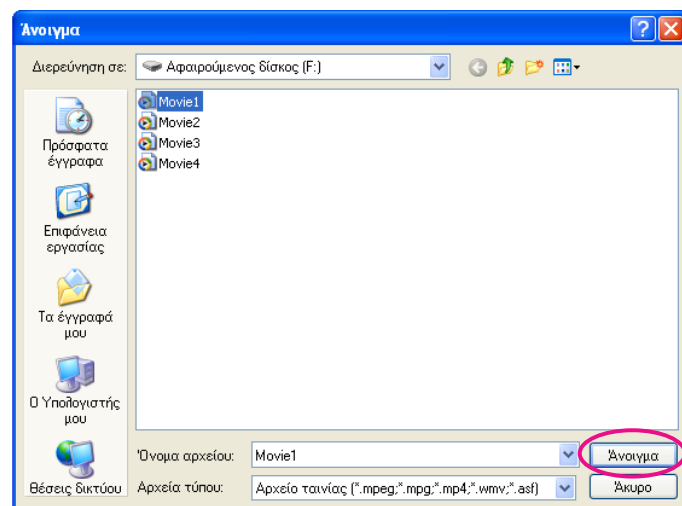 Άνοιγμα
Διερεύνηση σε:
Αφαιρούμενος δίσκος (F:)
Πρόσφατα
έγγραφα
Επιφάνεια
εργασίας
Τα έγγραφά
μου
Ο Υπολογιστής
μου
Θέσεις δικτύου
Movie1
Movie2
Movie3
Movie4
Όνομα αρχείου:
Movie1
Άνοιγμα
Αρχεία τύπου:
Αρχείο ταινίας (*.mpeg;*.mpg;*.mp4;*.wmv;*.asf)
Άκυρο